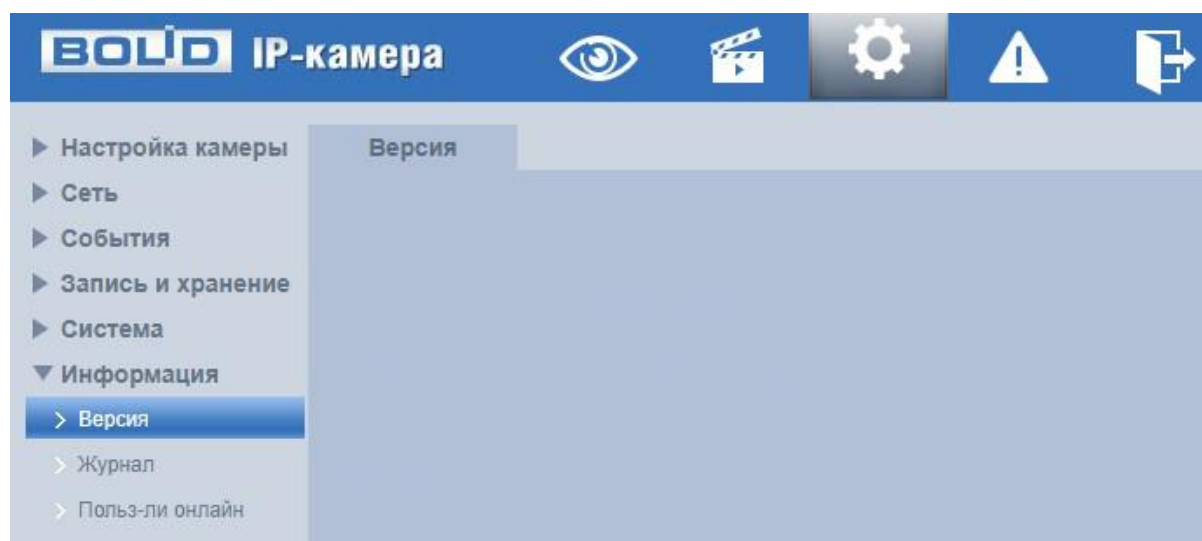 BOLID IP-камера
Настройка камеры
Версия
Сеть
События
Запись и хранение
Система
Информация
Версия
Журнал
Польз-ли онлайн